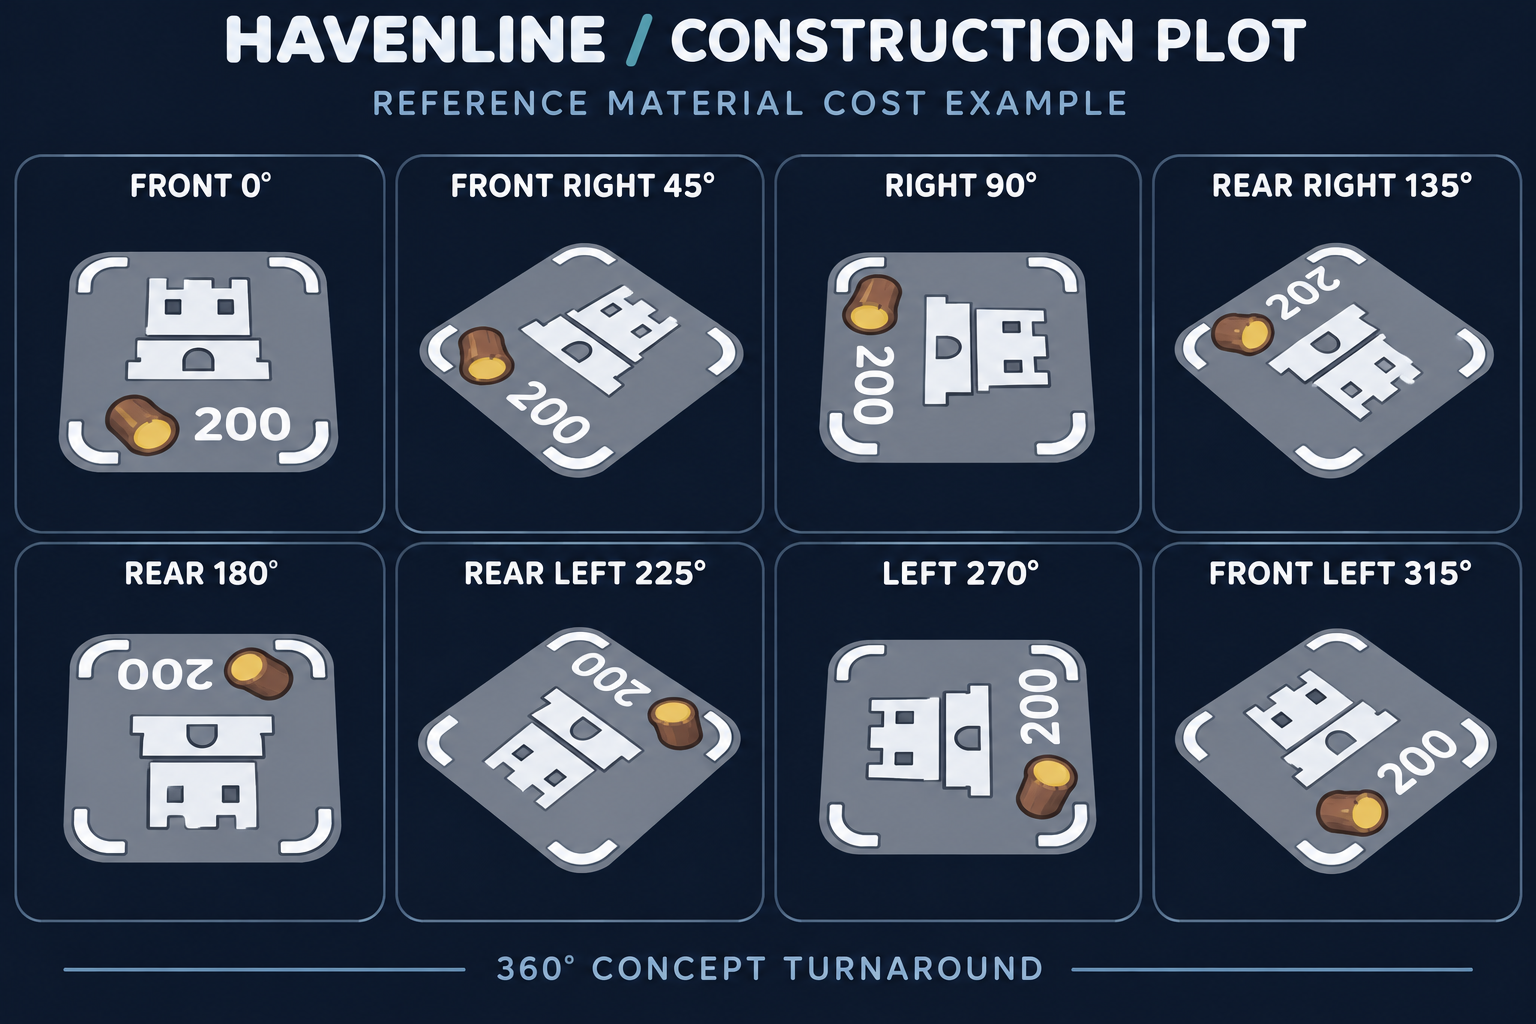 HAVENLINE / CONSTRUCTION PLOT
REFERENCE MATERIAL COST EXAMPLE
FRONT 0°
200
FRONT RIGHT 45°
200
RIGHT 90°
200
REAR RIGHT 135°
200
REAR 180°
200
REAR LEFT 225°
200
LEFT 270°
200
FRONT LEFT 315°
200
360° CONCEPT TURNAROUND